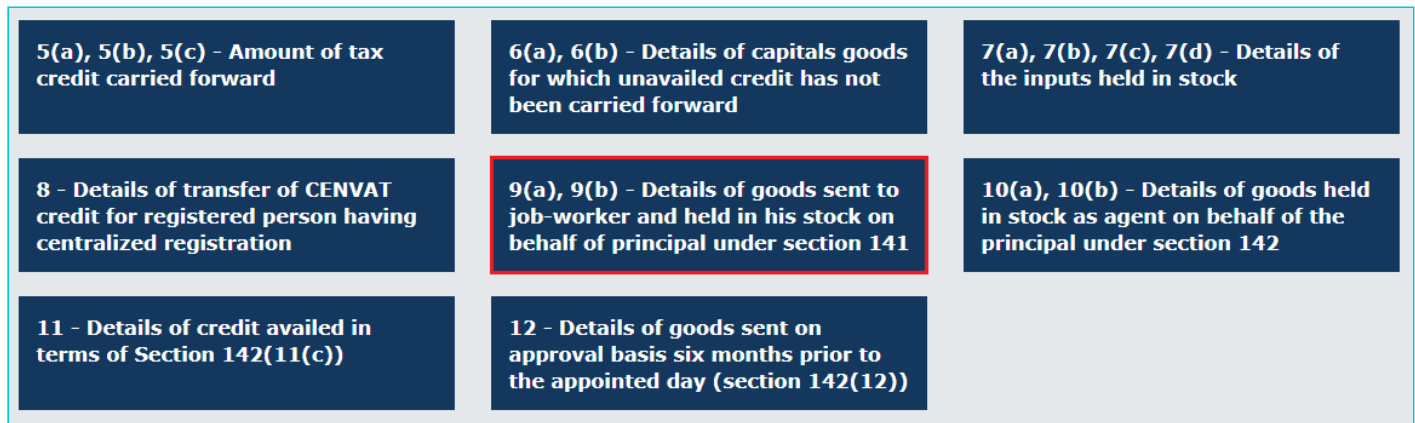 5(a), 5(b), 5(c) - Amount of tax
credit carried forward
6(a), 6(b) - Details of capitals goods
for which unavailed credit has not
been carried forward
7(a), 7(b), 7(c), 7(d) - Details of
the inputs held in stock
8 - Details of transfer of CENVAT
credit for registered person having
centralized registration
9(a), 9(b) - Details of goods sent to
job-worker and held in his stock on
behalf of principal under section 141
10(a), 10(b) - Details of goods held
in stock as agent on behalf of the
principal under section 142
11 - Details of credit availed in
terms of Section 142(11(c))
12 - Details of goods sent on
approval basis six months prior to
the appointed day (section 142(12))